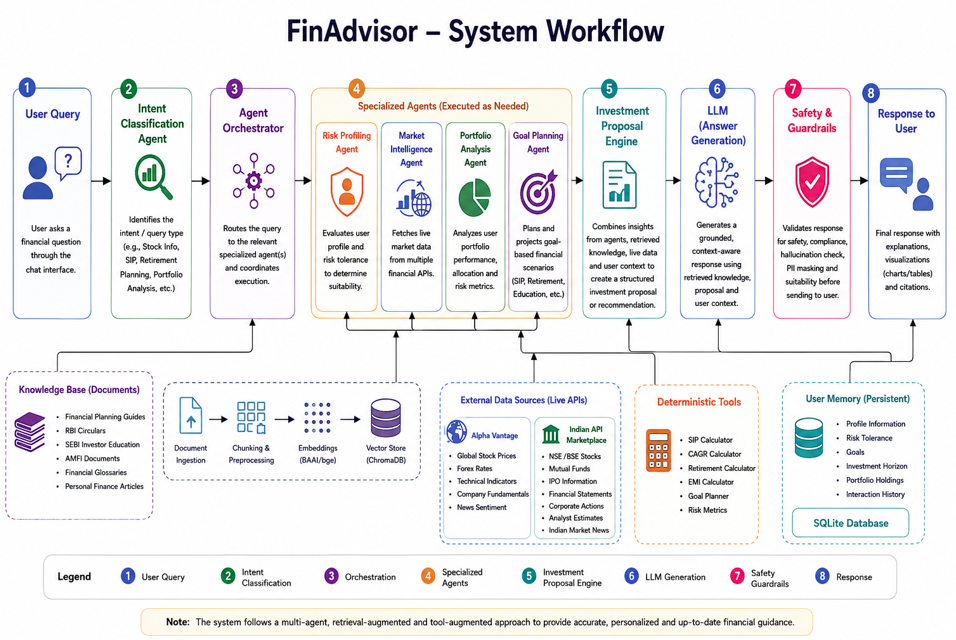 FinAdvisor – System Workflow
1
User Query
?
User asks a
financial question
through the
chat interface.
2
Intent
Classification
Agent
Identifies the
intent / query type
(e.g., Stock Info,
SIP, Retirement
Planning, Portfolio
Analysis, etc.)
3
Agent
Orchestrator
Routes the query
to the relevant
specialized agent(s)
and coordinates
execution.
4
Specialized Agents (Executed as Needed)
Risk Profiling
Agent
Evaluates user
profile and
risk tolerance
to determine
suitability.
Market
Intelligence
Agent
Fetches live
market data
from multiple
financial APIs.
Portfolio
Analysis
Agent
Analyzes user
portfolio
performance,
allocation and
risk metrics.
Goal Planning
Agent
Plans and
projects goal-
based financial
scenarios
(SIP, Retirement,
Education, etc.)
5
Investment
Proposal
Engine
Combines insights
from agents, retrieved
knowledge, live data
and user context to
create a structured
investment proposal
or recommendation.
6
LLM
(Answer
Generation)
Generates a
grounded,
context-aware
response using
retrieved knowledge,
proposal and
user context.
7
Safety &
Guardrails
Validates response
for safety, compliance,
hallucination check,
PII masking and
suitability before
sending to user.
8
Response to
User
Final response with
explanations,
visualizations
(charts/tables)
and citations.
Knowledge Base (Documents)
• Financial Planning Guides
• RBI Circulars
• SEBI Investor Education
• AMFI Documents
• Financial Glossaries
• Personal Finance Articles
Document
Ingestion
Chunking &
Preprocessing
Embeddings
(BAAI/bge)
Vector Store
(ChromaDB)
External Data Sources (Live APIs)
Alpha Vantage
• Global Stock Prices
• Forex Rates
• Technical Indicators
• Company Fundamentals
• News Sentiment
Indian API
Marketplace
• NSE /BSE Stocks
• Mutual Funds
• IPO Information
• Financial Statements
• Corporate Actions
• Analyst Estimates
• Indian Market News
Deterministic Tools
• SIP Calculator
• CAGR Calculator
• Retirement Calculator
• EMI Calculator
• Goal Planner
• Risk Metrics
User Memory (Persistent)
• Profile Information
• Risk Tolerance
• Goals
• Investment Horizon
• Portfolio Holdings
• Interaction History
SQLite Database
Legend
1 User Query
2 Intent
Classification
3 Orchestration
4 Specialized
Agents
5 Investment
Proposal Engine
6 LLM Generation
7 Safety
Guardrails
8 Response
Note: The system follows a multi-agent, retrieval-augmented and tool-augmented approach to provide accurate, personalized and up-to-date financial guidance.